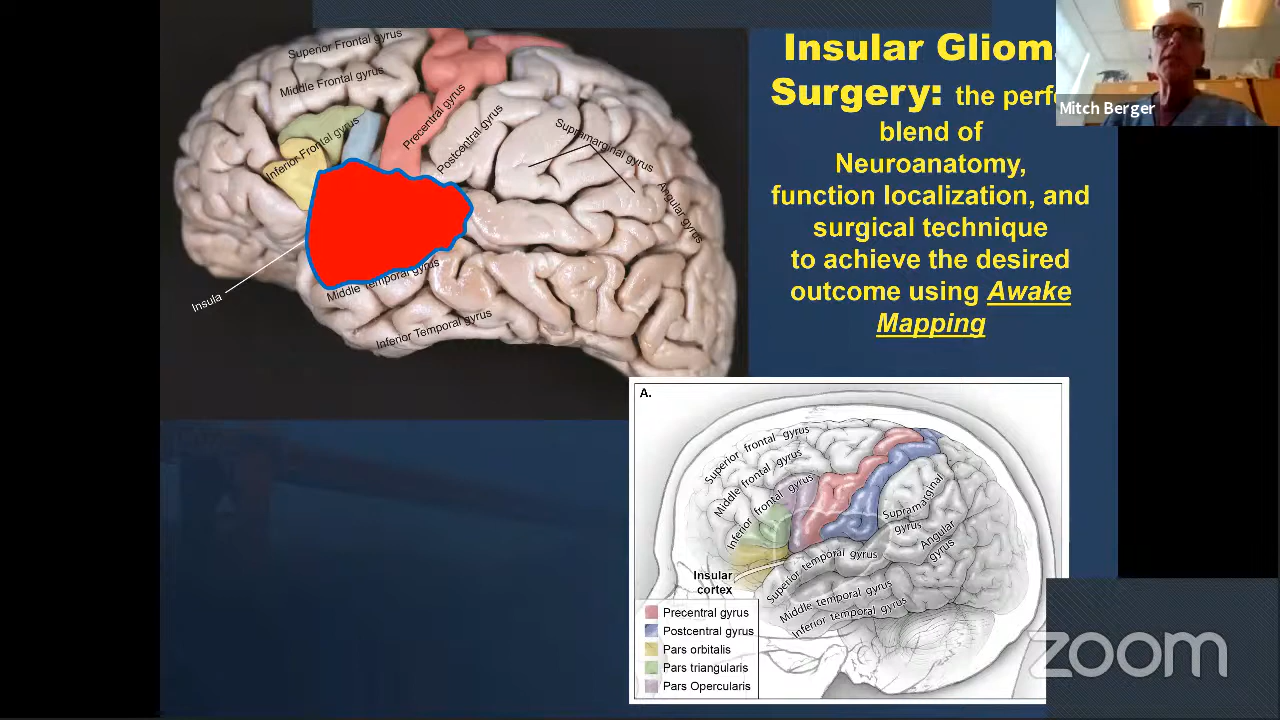 Superior Frontal gyrus
Middle Frontal gyrus
Inferior Frontal gyrus
Precentral gyrus
Postcentral gyrus
Supramarginal gyrus
Angular gyrus
Insula
Middle Temporal gyrus
Inferior Temporal gyrus
Insular Gliom
Surgery: the perf
blend of
Neuroanatomy,
function localization, and
surgical technique
to achieve the desired
outcome using Awake
Mapping
Mitch Berger
A.
Superior frontal gyrus
Middle frontal gyrus
Inferior frontal gyrus
Supramarginal
gyrus
Angular
gyrus
Insular
cortex
Superior temporal gyrus
Middle temporal gyrus
Inferior temporal gyrus
Precentral gyrus
Postcentral gyrus
Pars orbitalis
Pars triangularis
Pars Opercularis
zoom